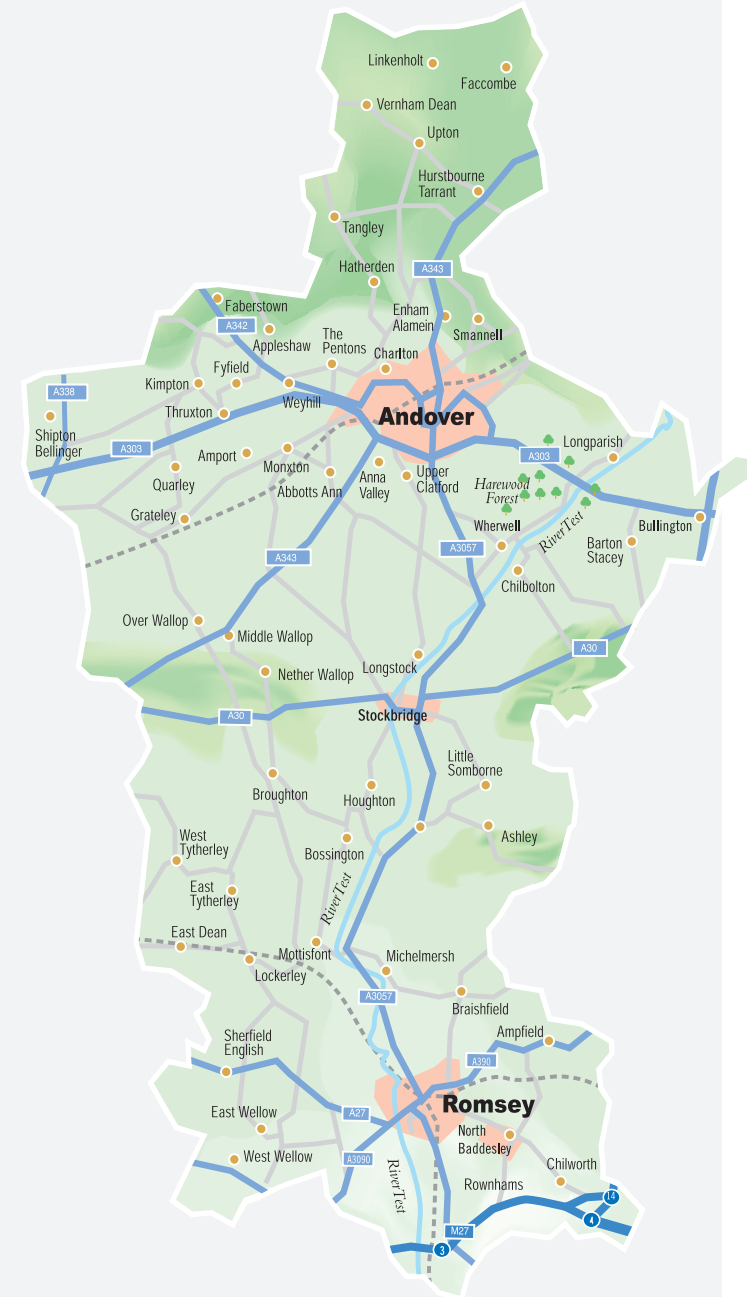 Linkenholt
Faccombe
Vernham Dean
Upton
Hurstbourne
Tarrant
Tangley
Hatherden
A343
Faberstown
Enham
Alamein
A342
Smannell
Appleshaw
The
Pentons
Charlton
Fyfield
Kimpton
A338
Weyhill
Thruxton
Andover
Shipton
Bellinger
A303
Longparish
A303
Amport
Monxton
Quarley
Abbotts Ann
Anna
Valley
Upper
Clatford
Harewood
Forest
Grateley
Wherwell
River Test
Bullington
A3057
A343
Barton
Stacey
Chilbolton
Over Wallop
Middle Wallop
A30
Nether Wallop
Longstock
A30
Stockbridge
Little
Somborne
Broughton
Houghton
West
Tytherley
Bossington
Ashley
East
Tytherley
River Test
East Dean
Mottisfont
Michelmersh
Lockerley
A3057
Braishfield
Sherfield
English
Ampfield
A390
Romsey
East Wellow
A27
North
Baddesley
West Wellow
A3090
River Test
Chilworth
Rownhams
14
4
M27
3